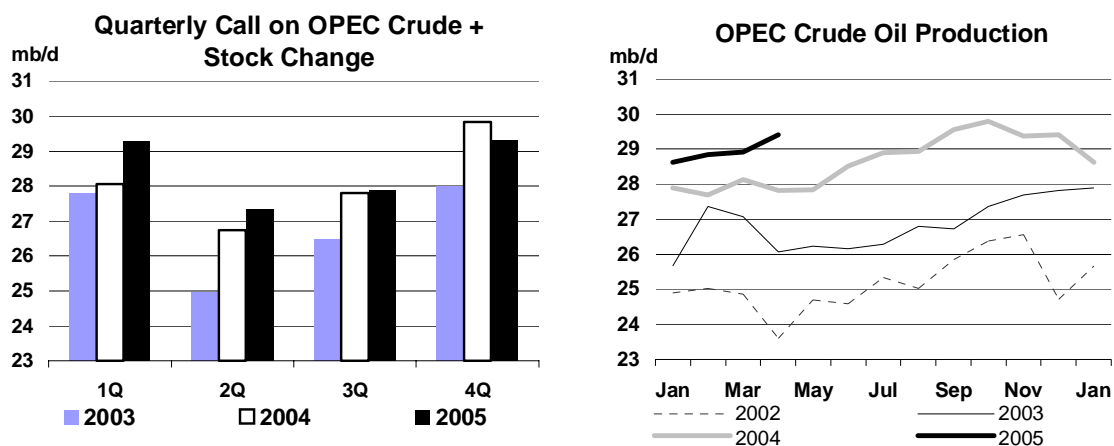 Quarterly Call on OPEC Crude +
Stock Change
mb/d
31
30
29
28
27
26
25
24
23
1Q 2Q 3Q 4Q
2003 2004 2005
OPEC Crude Oil Production
mb/d
31
30
29
28
27
26
25
24
23
Jan Mar May Jul Sep Nov Jan
2002 2003
2004 2005